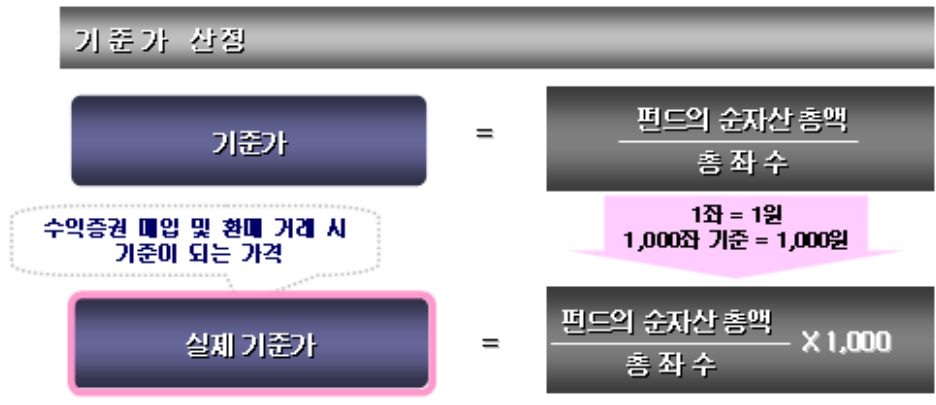 기준가 산정
기준가
=
펀드의 순자산 총액
총 좌 수
수익증권 매입 및 환매 거래 시
기준이 되는 가격
1좌 = 1원
1,000좌 기준 = 1,000원
실제 기준가
=
펀드의 순자산 총액
총 좌 수
X 1,000